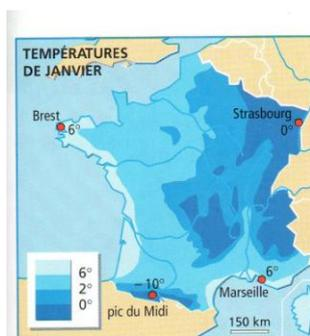 TEMPÉRATURES
DE JANVIER
Brest
6°
Strasbourg
0°
6°
2°
0°
– 10°
pic du Midi
6°
Marseille
150 km